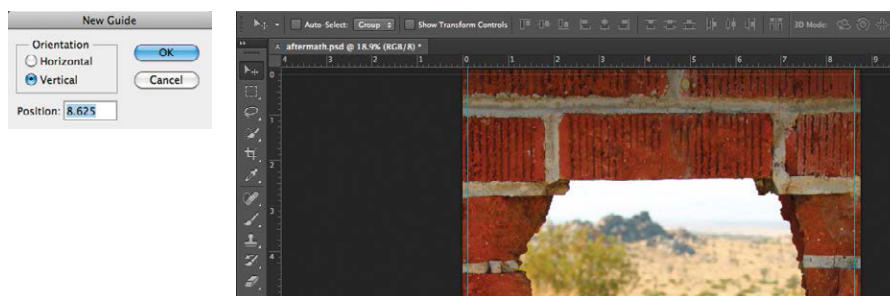 New Guide
Orientation
Horizontal
Vertical
OK
Cancel
Position: 8.625
Auto-Select: Group Show Transform Controls 3D Mode:
× aftermath.psd @ 18.9% (RGB/8) *
4 3 2 1 0 1 2 3 4 5 6 7 8 9
0
1
2
3
4